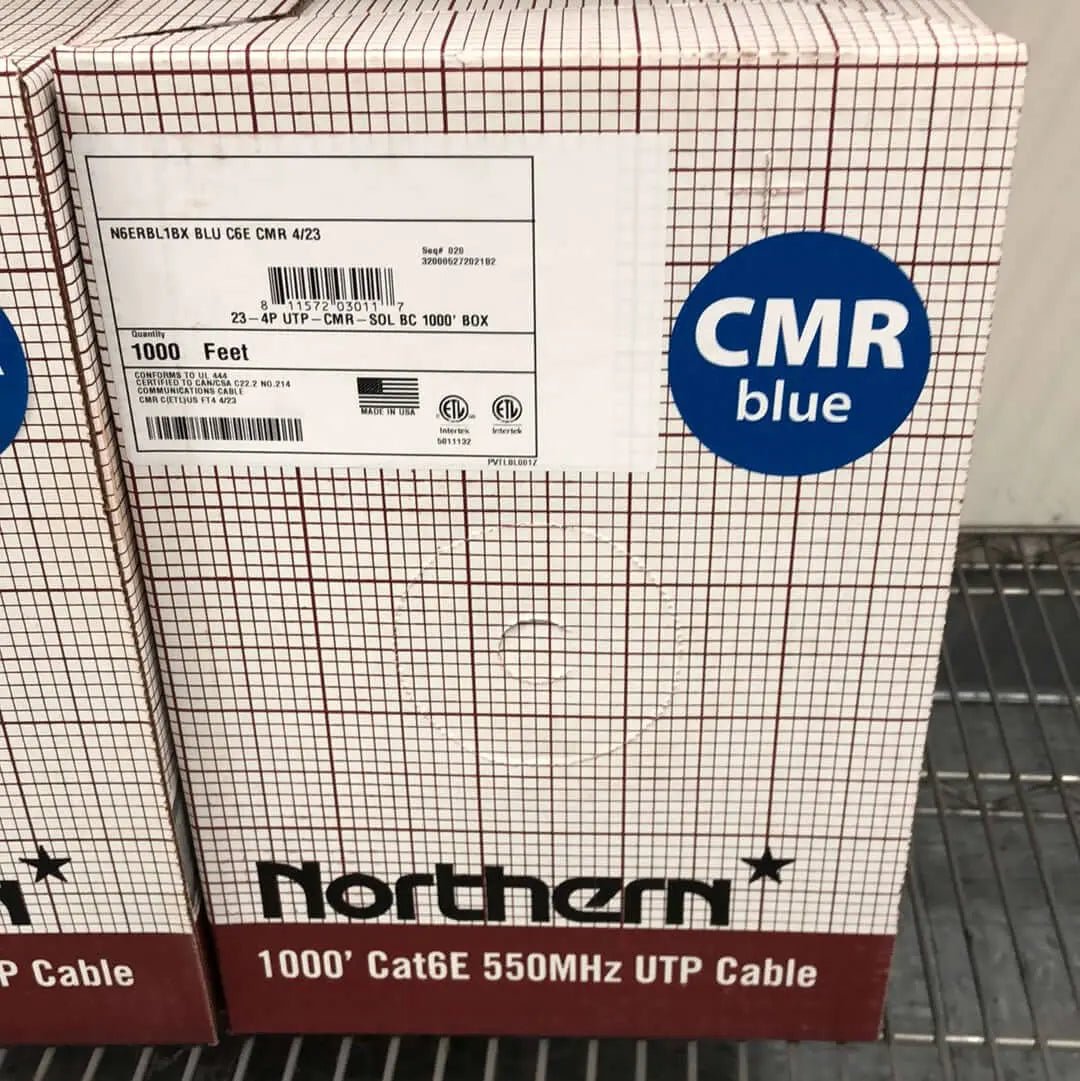 N6ERBL1BX BLU C6E CMR 4/23
Seq# 020
32000527202182
8 11572 03011 7
23-4P UTP-CMR-SOL BC 1000' BOX
Quantity
1000 Feet
CONFORMS TO UL 444
CERTIFIED TO CAN/CSA C22.2 NO.214
COMMUNICATIONS CABLE
CMR C(ETL)US FT4 4/23
MADE IN USA
ETL
ETL
Intertek
Intertek
5011132
PVTLBL001Z
CMR
blue
Northern
1000' Cat6E 550MHz UTP Cable
P Cable